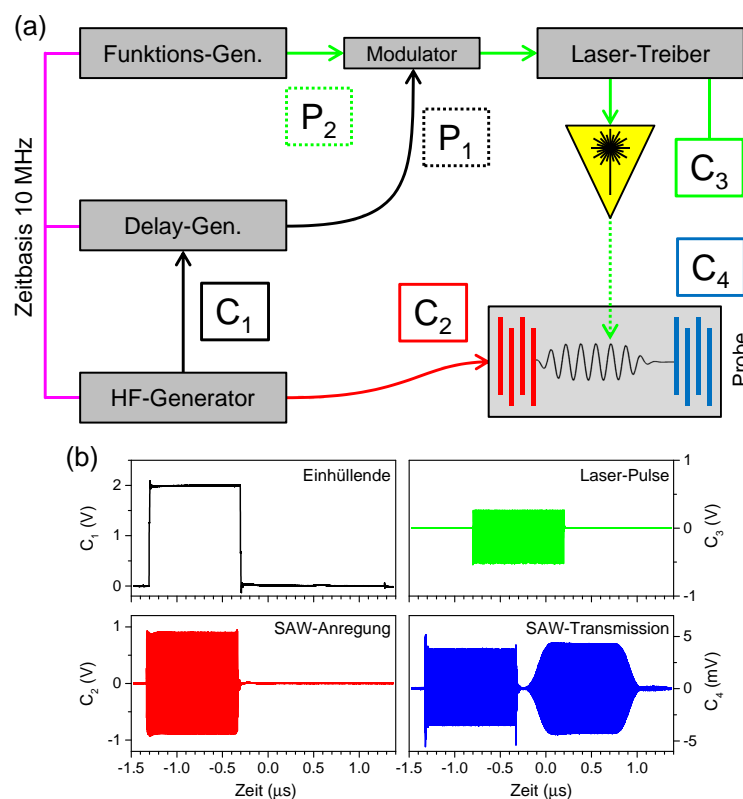 (a)
Funktions-Gen.
Modulator
Laser-Treiber
P2
P1
C3
Zeitbasis 10 MHz
Delay-Gen.
C4
C1
C2
HF-Generator
Probe
(b)
Einhüllende
Laser-Pulse
2
1
0
C1 (V)
1
0
-1
C3 (V)
SAW-Anregung
SAW-Transmission
1
0
-1
C2 (V)
5
0
-5
C4 (mV)
-1.5 -1.0 -0.5 0.0 0.5 1.0
-1.5 -1.0 -0.5 0.0 0.5 1.0
Zeit (μs)
Zeit (μs)